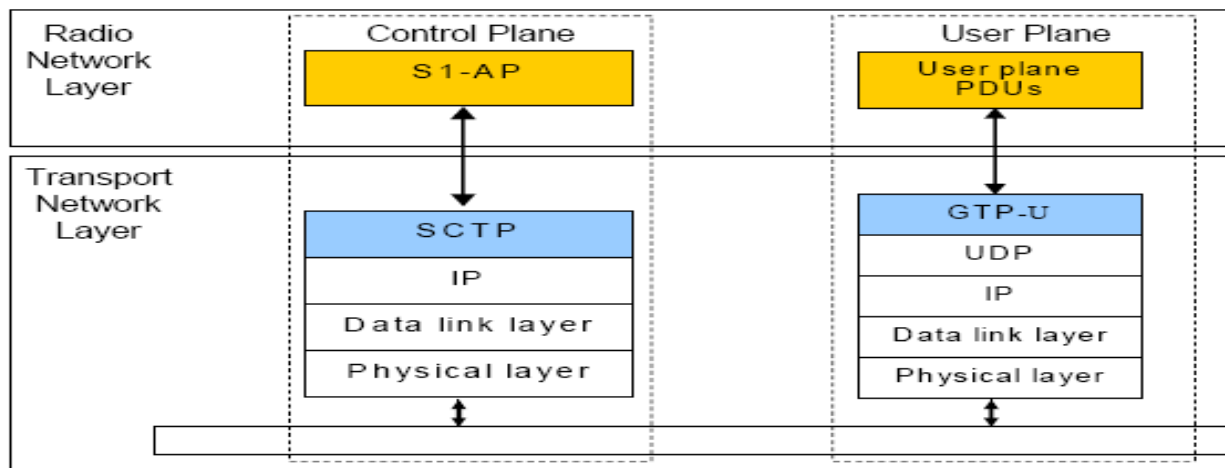 Radio
Network
Layer
Control Plane
S1-AP
User Plane
User plane
PDUs
Transport
Network
Layer
SCTP
IP
Data link layer
Physical layer
GTP-U
UDP
IP
Data link layer
Physical layer